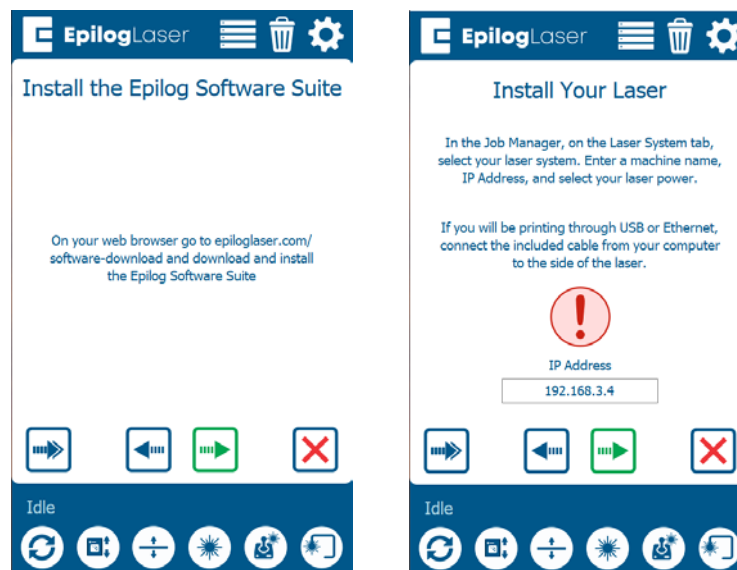 EpilogLaser
Install the Epilog Software Suite
On your web browser go to epiloglaser.com/
software-download and download and install
the Epilog Software Suite
Idle
EpilogLaser
Install Your Laser
In the Job Manager, on the Laser System tab,
select your laser system. Enter a machine name,
IP Address, and select your laser power.
If you will be printing through USB or Ethernet,
connect the included cable from your computer
to the side of the laser.
IP Address
192.168.3.4
Idle